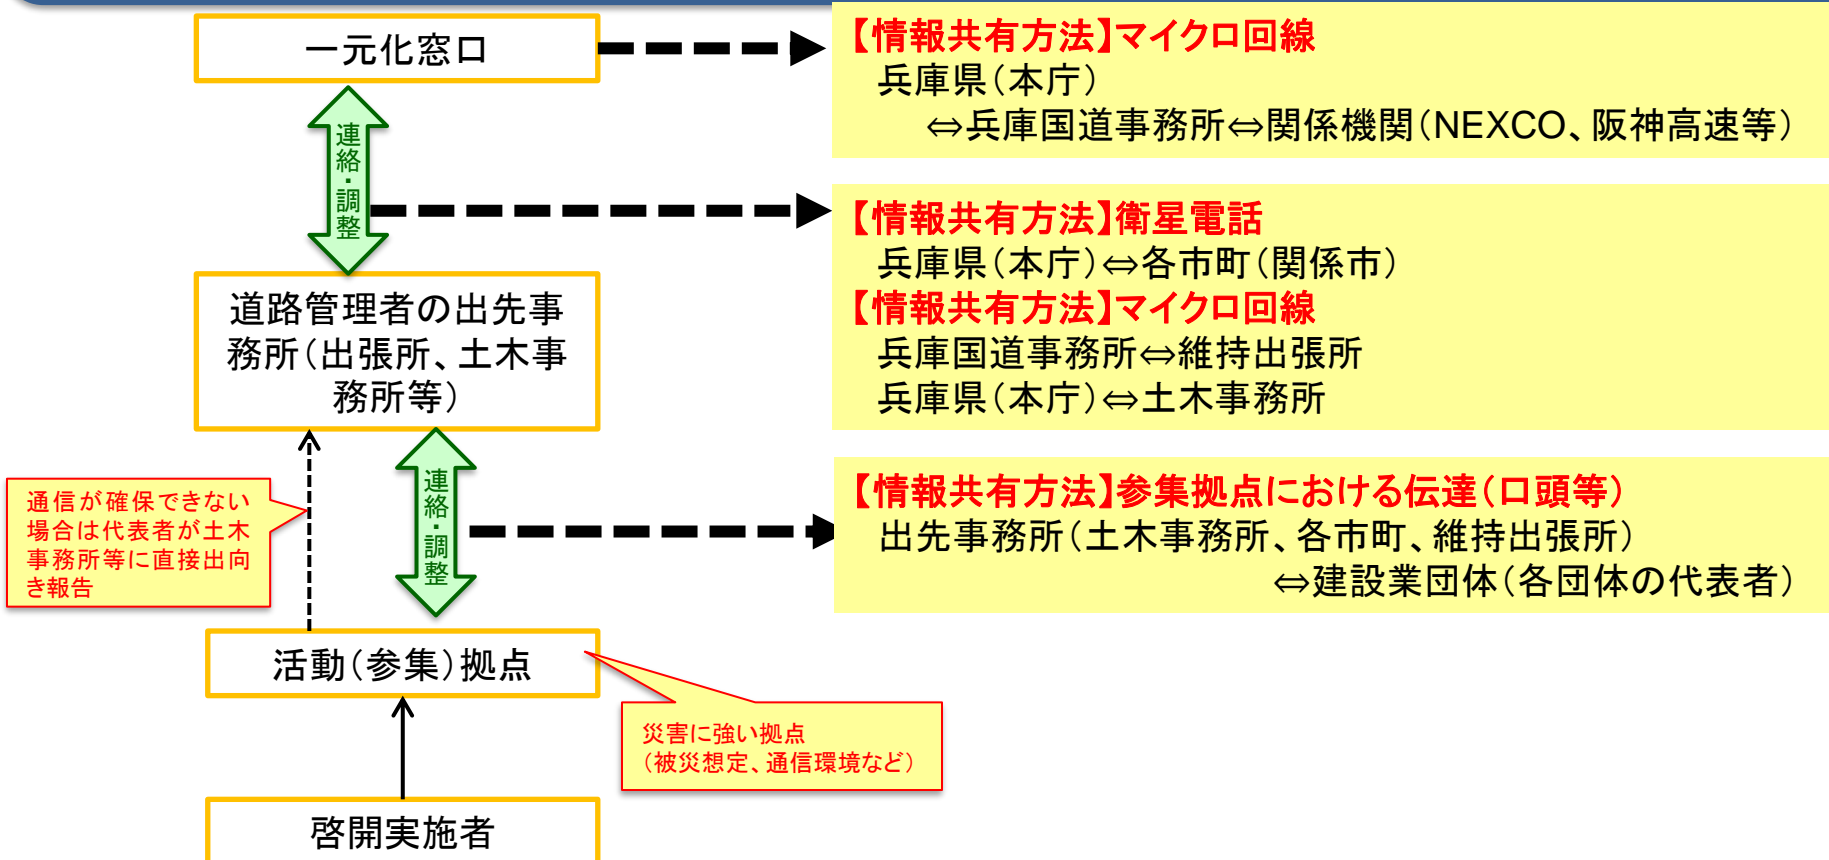 一元化窓口
【情報共有方法】マイクロ回線
兵庫県（本庁）
⇔兵庫国道事務所⇔関係機関（NEXCO、阪神高速等）
連絡・調整
【情報共有方法】衛星電話
兵庫県（本庁）⇔各市町（関係市）
【情報共有方法】マイクロ回線
兵庫国道事務所⇔維持出張所
兵庫県（本庁）⇔土木事務所
道路管理者の出先事
務所（出張所、土木事
務所等）
通信が確保できない
場合は代表者が土木
事務所等に直接出向
き報告
連絡・調整
【情報共有方法】参集拠点における伝達（口頭等）
出先事務所（土木事務所、各市町、維持出張所）
⇔建設業団体（各団体の代表者）
活動（参集）拠点
災害に強い拠点
（被災想定、通信環境など）
啓開実施者